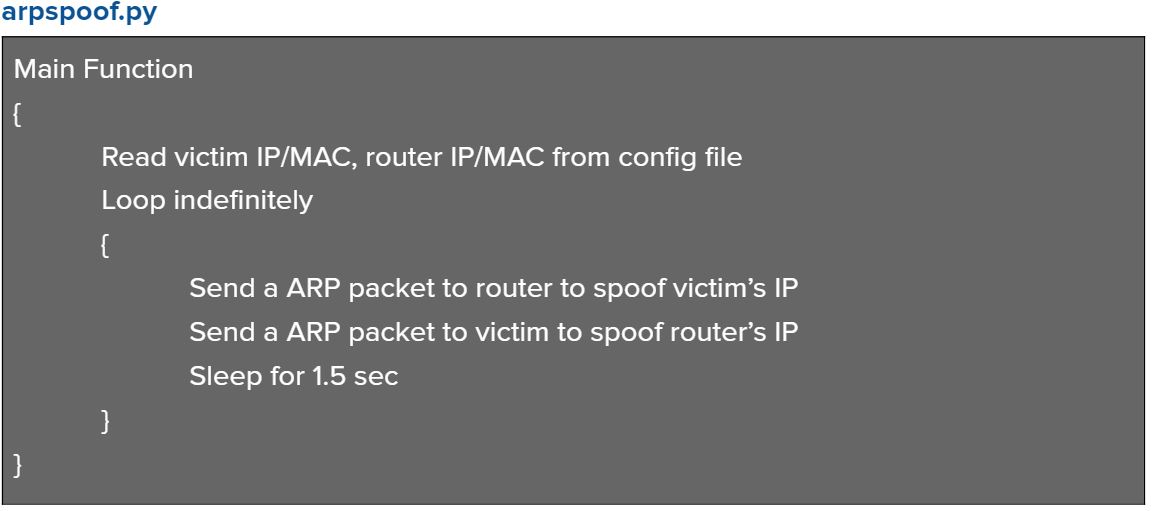 arpspoof.py
Main Function
{
Read victim IP/MAC, router IP/MAC from config file
Loop indefinitely
{
Send a ARP packet to router to spoof victim’s IP
Send a ARP packet to victim to spoof router’s IP
Sleep for 1.5 sec
}
}